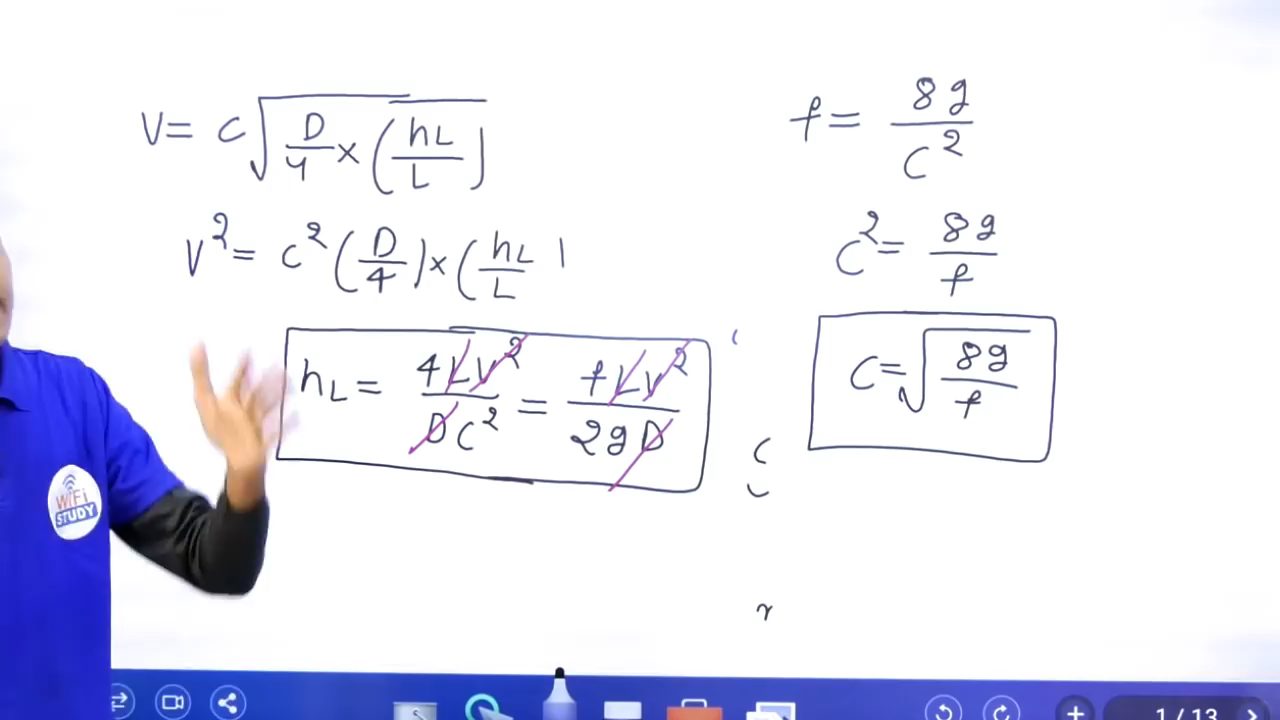 V = C√(D/4 × (hL/L))
V² = C² (D/4) × (hL/L)
hL = 4LV²/DC² = fLV²/2gD
f = 8g/C²
C² = 8g/f
C = √(8g/f)
WiFi
STUDY
1 / 13